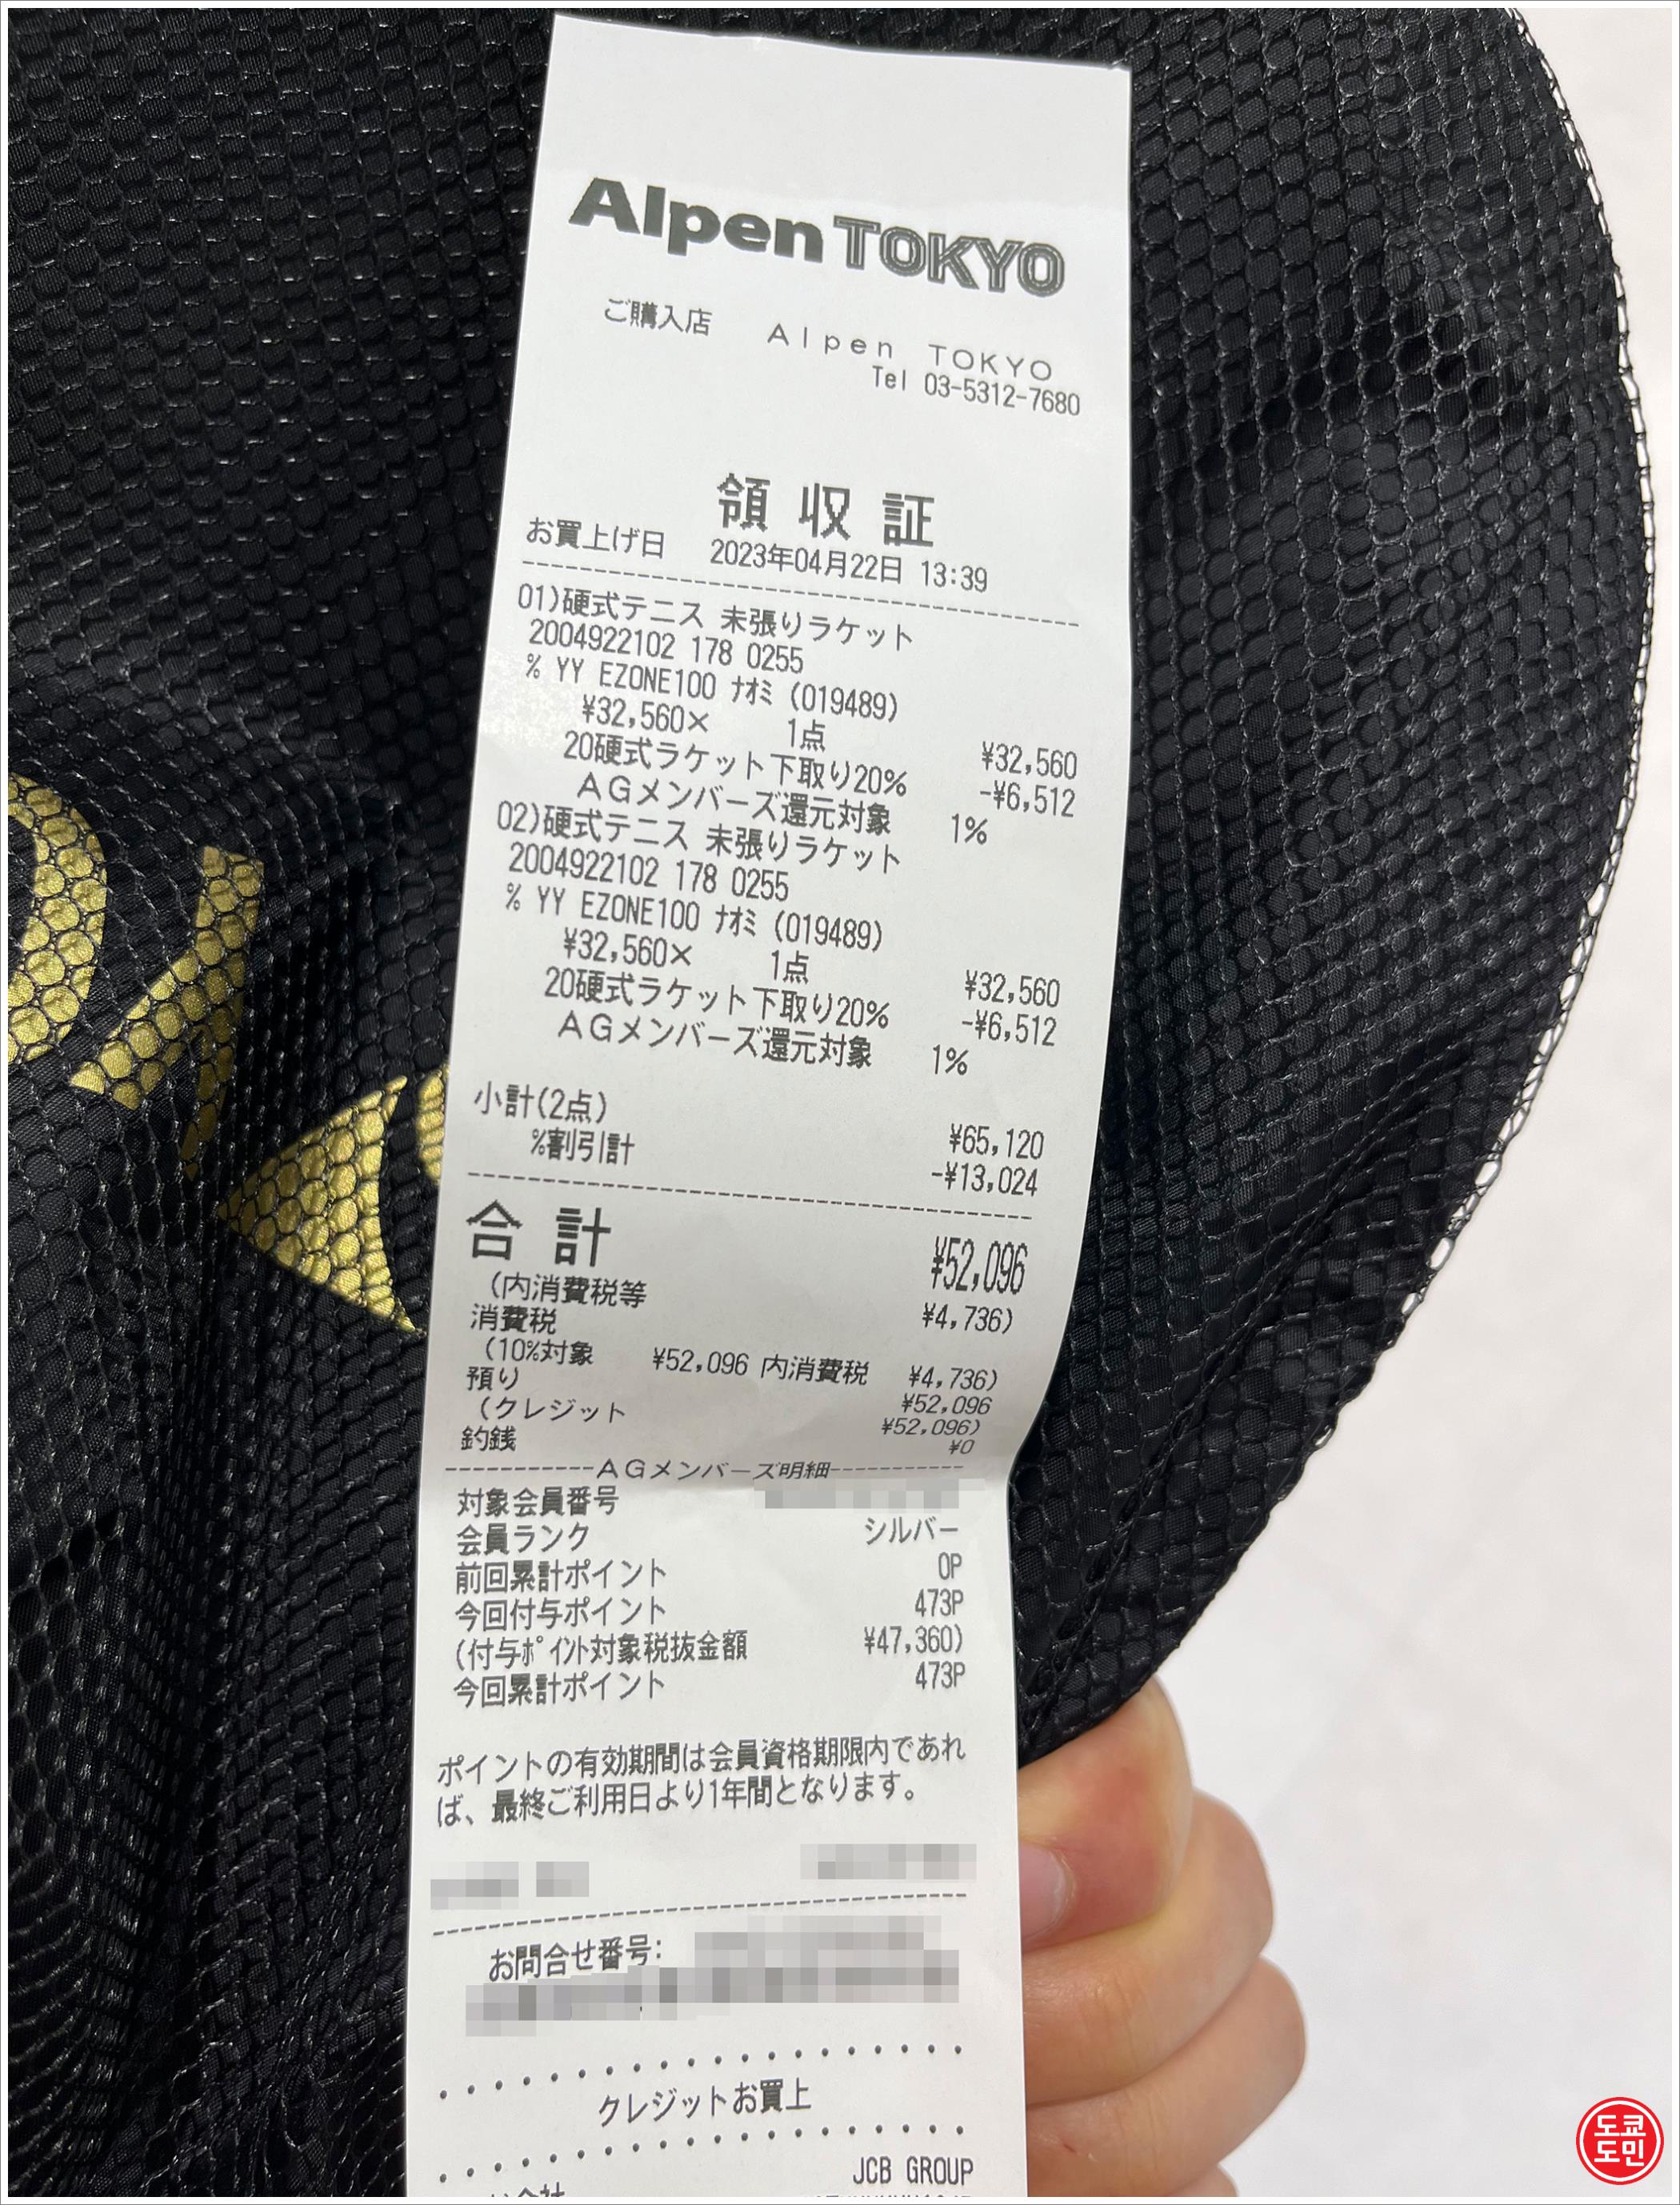 Alpen TOKYO
ご購入店 Alpen TOKYO
Tel 03-5312-7680
領収証
お買上げ日 2023年04月22日 13:39
01)硬式テニス 未張りラケット
2004922102 178 0255
% YY EZONE100 ﾅｵﾐ (019489)
¥32,560× 1点 ¥32,560
20硬式ラケット下取り20% -¥6,512
AGメンバーズ還元対象 1%
02)硬式テニス 未張りラケット
2004922102 178 0255
% YY EZONE100 ﾅｵﾐ (019489)
¥32,560× 1点 ¥32,560
20硬式ラケット下取り20% -¥6,512
AGメンバーズ還元対象 1%
小計(2点) ¥65,120
%割引計 -¥13,024
合計 ¥52,096
(内消費税等 ¥4,736)
消費税
(10%対象 ¥52,096 内消費税 ¥4,736)
預り ¥52,096
(クレジット ¥52,096)
釣銭 ¥0
AGメンバーズ明細
対象会員番号
会員ランク シルバー
前回累計ポイント 0P
今回付与ポイント 473P
(付与ﾎﾟｲﾝﾄ対象税抜金額 ¥47,360)
今回累計ポイント 473P
ポイントの有効期間は会員資格期限内であれ
ば、最終ご利用日より1年間となります。
お問合せ番号:
クレジットお買上
JCB GROUP
도쿄
도민